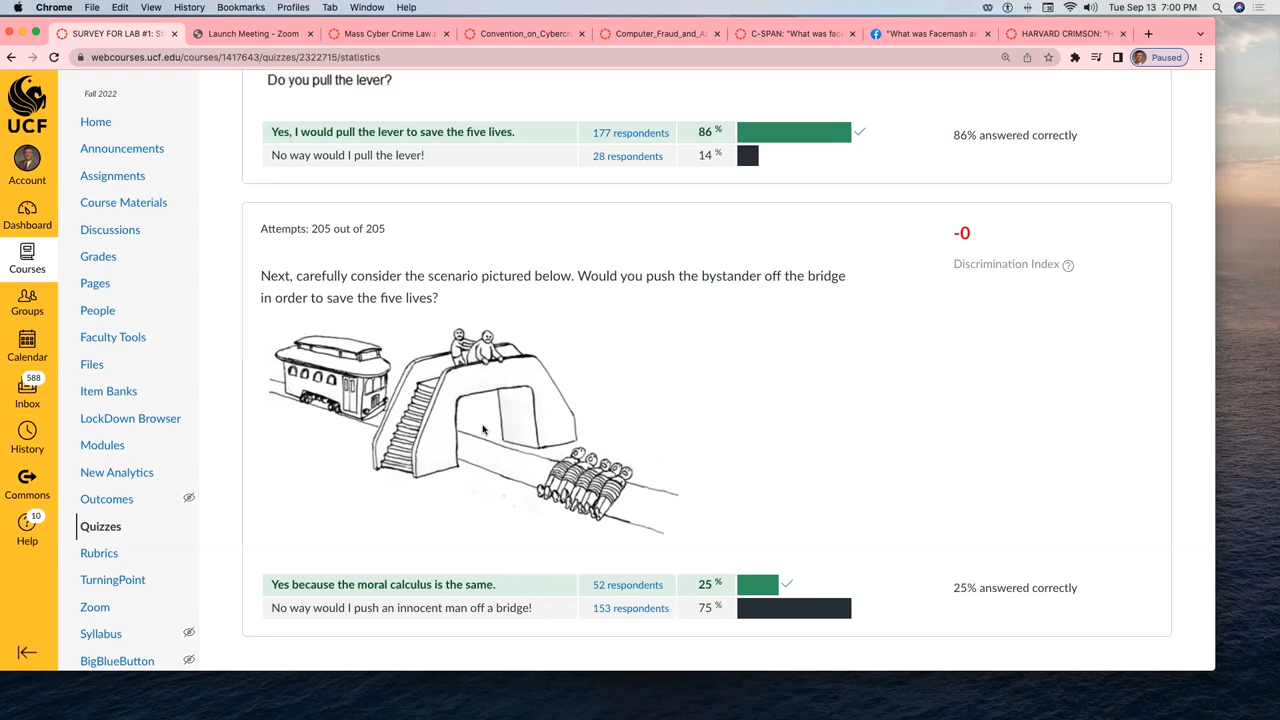 Chrome File Edit View History Bookmarks Profiles Tab Window Help
Tue Sep 13 7:00 PM
SURVEY FOR LAB #1: St
Launch Meeting - Zoom
Mass Cyber Crime Law.p
Convention_on_Cybercr
Computer_Fraud_and_A
C-SPAN: "What was face
"What was Facemash an
HARVARD CRIMSON: "H
webcourses.ucf.edu/courses/1417643/quizzes/2322715/statistics
Paused
UCF
Account
Dashboard
Courses
Groups
Calendar
588
Inbox
History
Commons
10
Help
Fall 2022
Home
Announcements
Assignments
Course Materials
Discussions
Grades
Pages
People
Faculty Tools
Files
Item Banks
LockDown Browser
Modules
New Analytics
Outcomes
Quizzes
Rubrics
TurningPoint
Zoom
Syllabus
BigBlueButton
Do you pull the lever?
Yes, I would pull the lever to save the five lives. 177 respondents 86 %
No way would I pull the lever! 28 respondents 14 %
86% answered correctly
Attempts: 205 out of 205
-0
Discrimination Index ?
Next, carefully consider the scenario pictured below. Would you push the bystander off the bridge
in order to save the five lives?
Yes because the moral calculus is the same. 52 respondents 25 %
No way would I push an innocent man off a bridge! 153 respondents 75 %
25% answered correctly